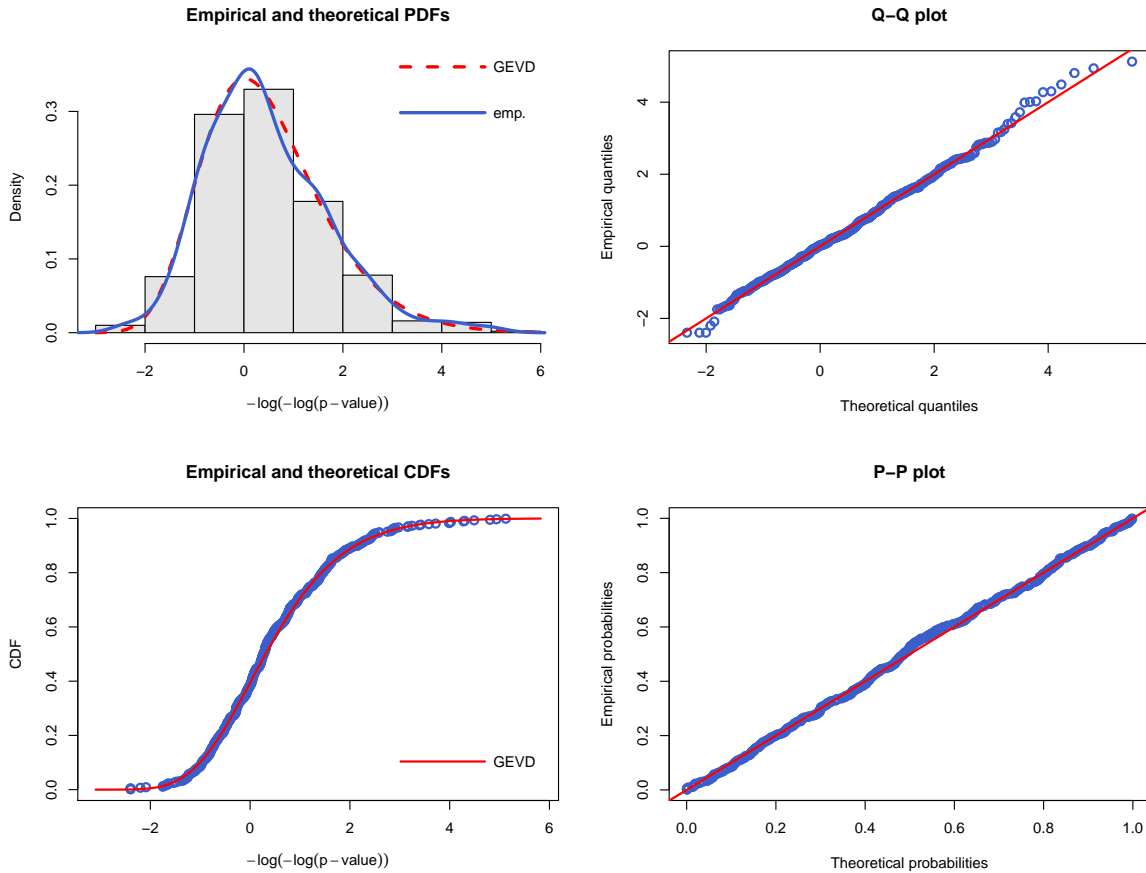 Empirical and theoretical PDFs
Density
0.0
0.1
0.2
0.3
GEVD
emp.
−2
0
2
4
6
−log(−log(p−value))
Q−Q plot
Empirical quantiles
−2
0
2
4
−2
0
2
4
Theoretical quantiles
Empirical and theoretical CDFs
CDF
0.0
0.2
0.4
0.6
0.8
1.0
GEVD
−2
0
2
4
6
−log(−log(p−value))
P−P plot
Empirical probabilities
0.0
0.2
0.4
0.6
0.8
1.0
0.0
0.2
0.4
0.6
0.8
1.0
Theoretical probabilities